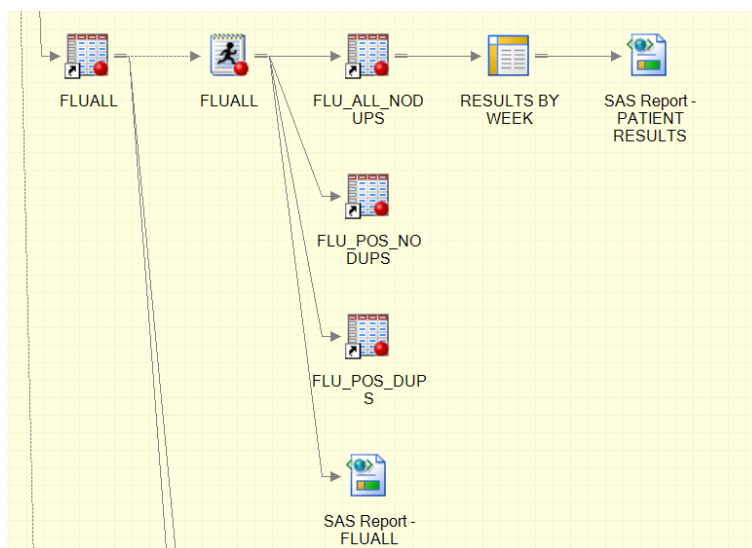 FLUALL
FLUALL
FLU_ALL_NOD
UPS
RESULTS BY
WEEK
SAS Report -
PATIENT
RESULTS
FLU_POS_NO
DUPS
FLU_POS_DUP
S
SAS Report -
FLUALL